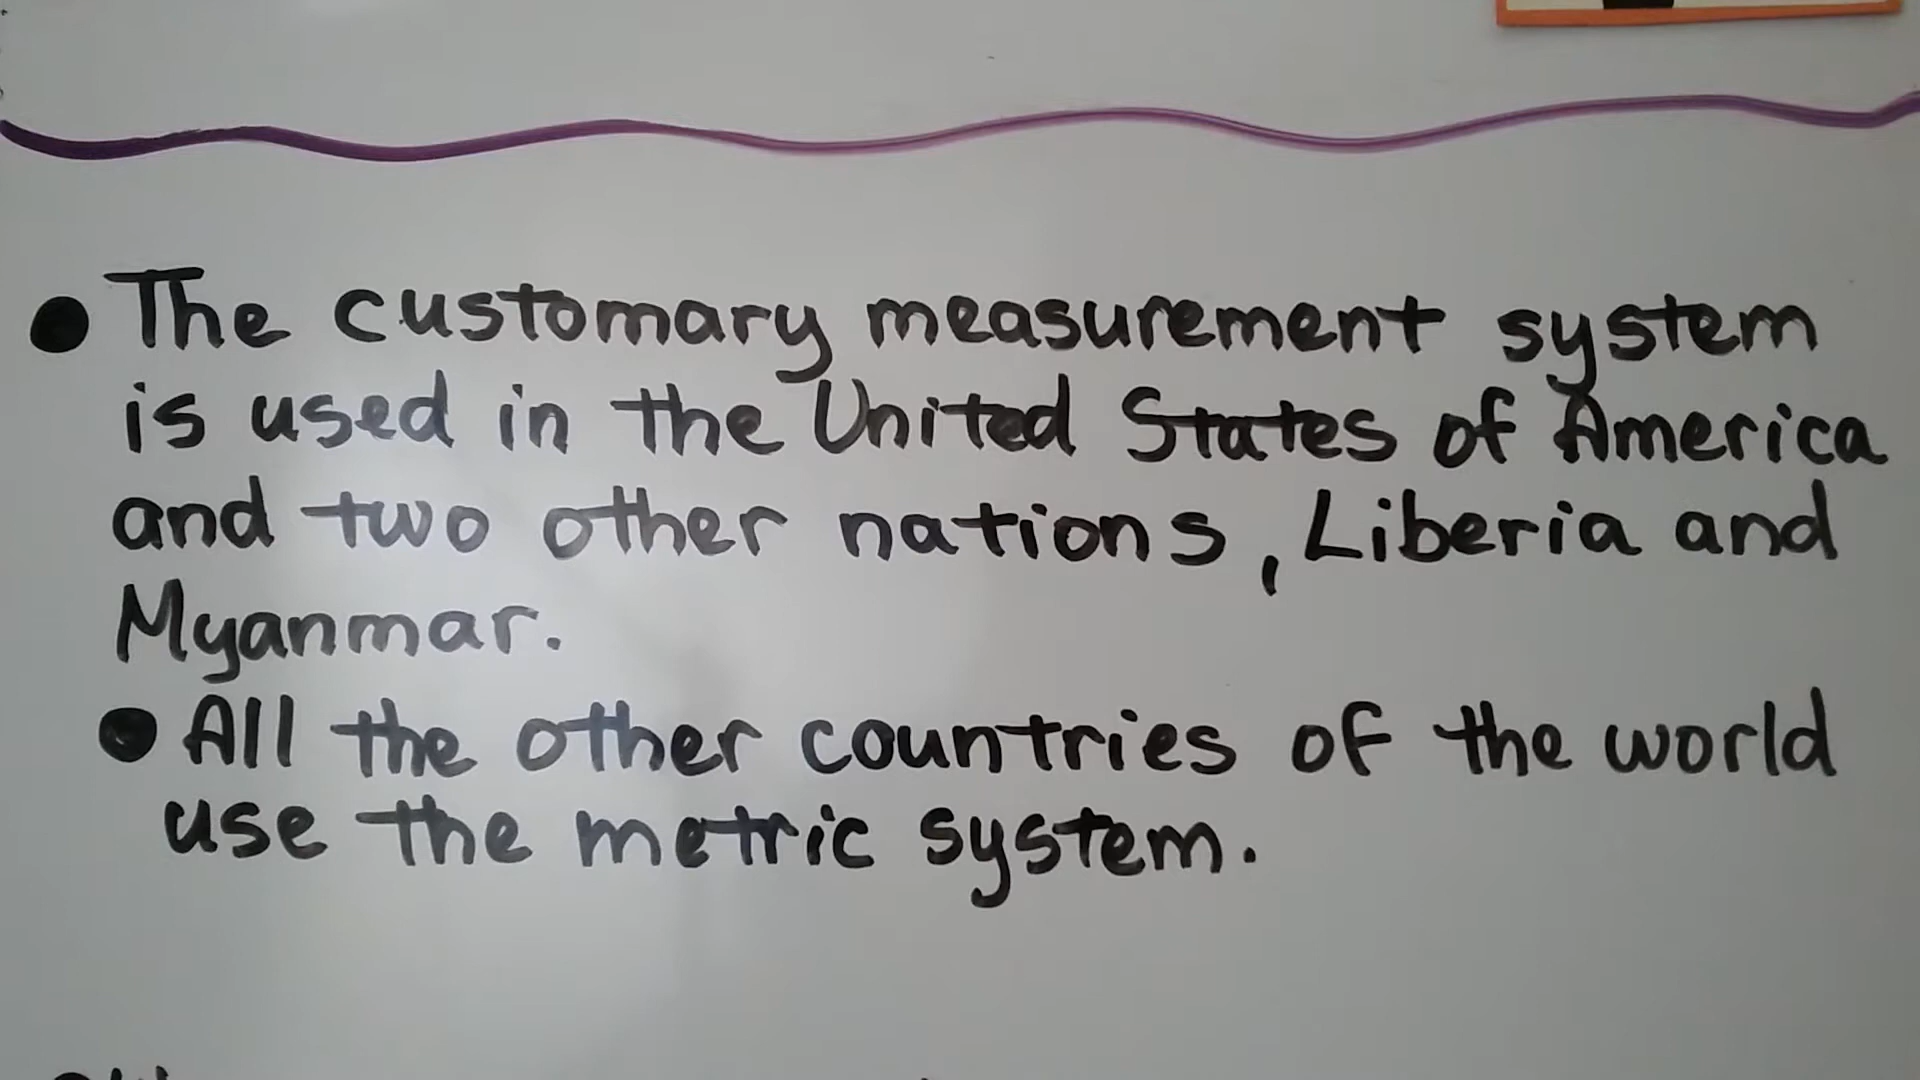 • The customary measurement system
is used in the United States of America
and two other nations, Liberia and
Myanmar.
• All the other countries of the world
use the metric system.